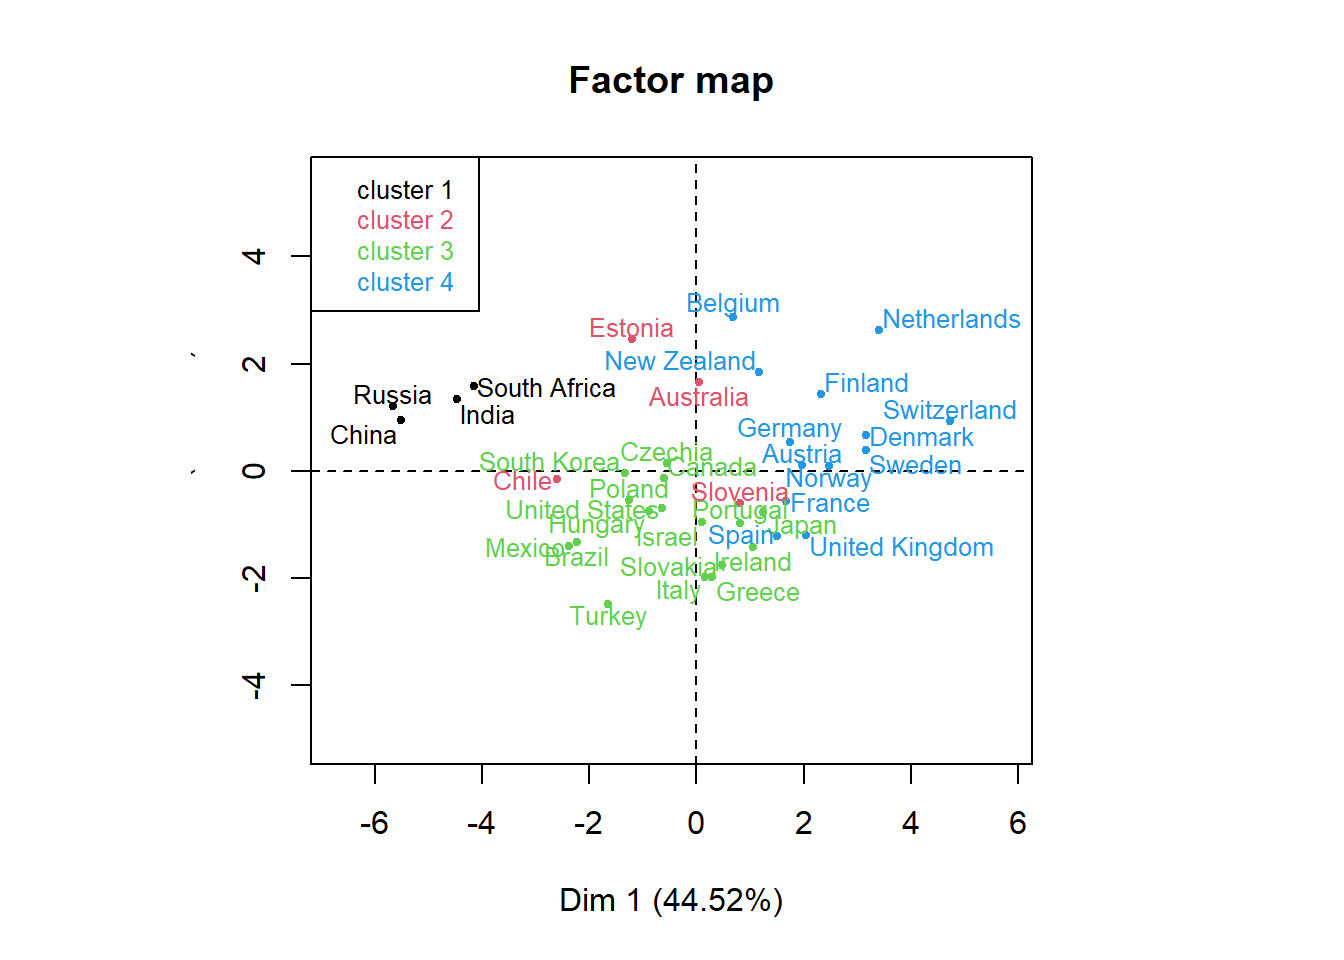 Factor map
cluster 1
cluster 2
cluster 3
cluster 4
4
2
0
-2
-4
Belgium
Netherlands
Estonia
New Zealand
Finland
Russia
South Africa
Australia
Switzerland
India
China
Germany
Denmark
Czechia
Austria
South Korea
Canada
Sweden
Chile
Norway
Poland
Slovenia
France
United States
Portugal
Hungary
Japan
Israel
Spain
Mexico
Brazil
United Kingdom
Slovakia
Ireland
Italy
Greece
Turkey
-6 -4 -2 0 2 4 6
Dim 1 (44.52%)